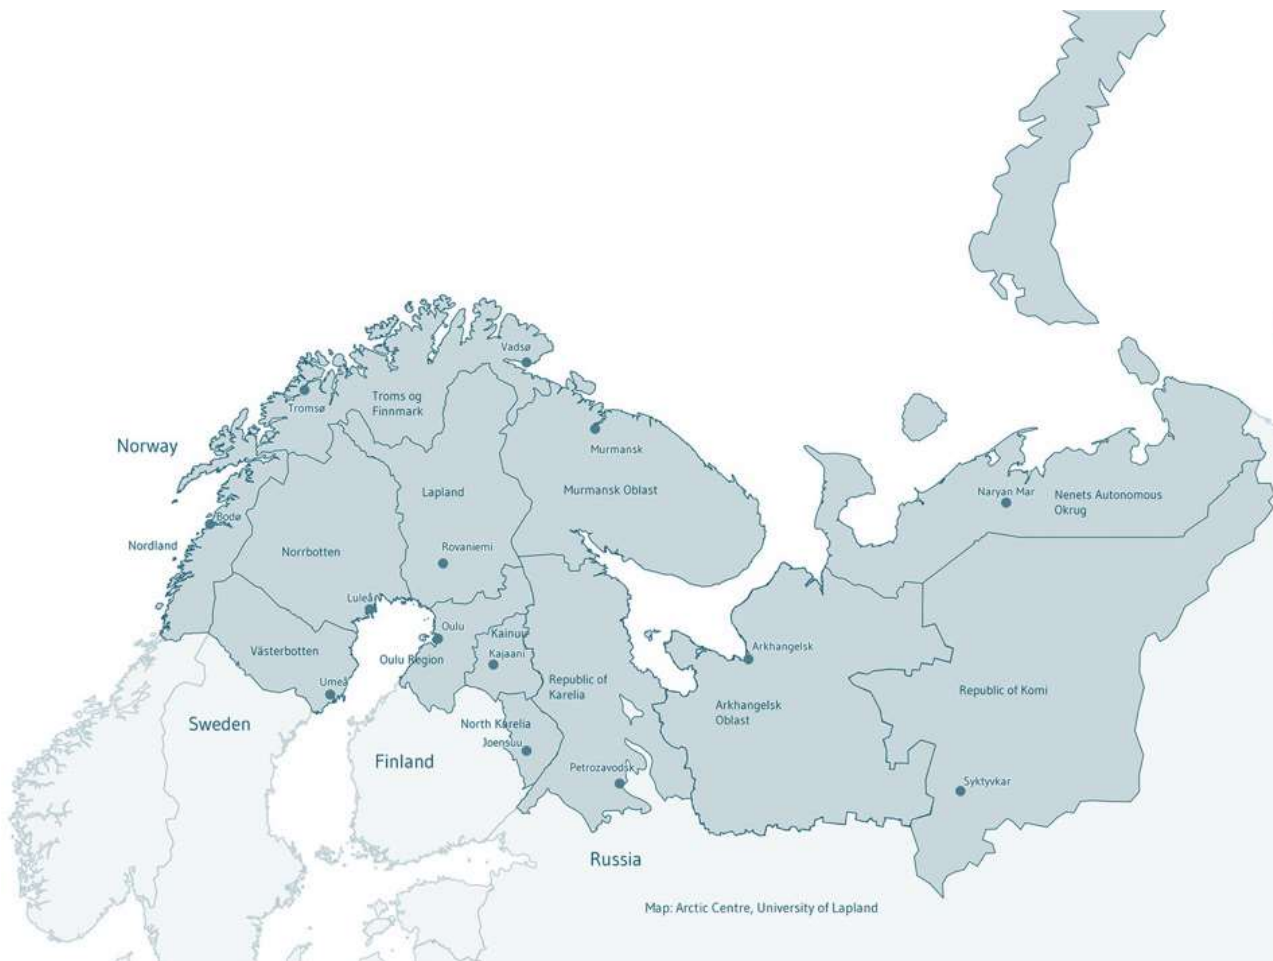 Vadsø
Tromsø
Troms og
Finnmark
Norway
Murmansk
Murmansk Oblast
Lapland
Naryan Mar
Nenets Autonomous
Okrug
Bodø
Nordland
Norrbotten
Rovaniemi
Luleå
Oulu
Kainuu
Västerbotten
Oulu Region
Kajaani
Arkhangelsk
Umeå
Republic of
Karelia
Republic of Komi
Arkhangelsk
Oblast
Sweden
North Karelia
Joensuu
Finland
Petrozavodsk
Syktyvkar
Russia
Map: Arctic Centre, University of Lapland